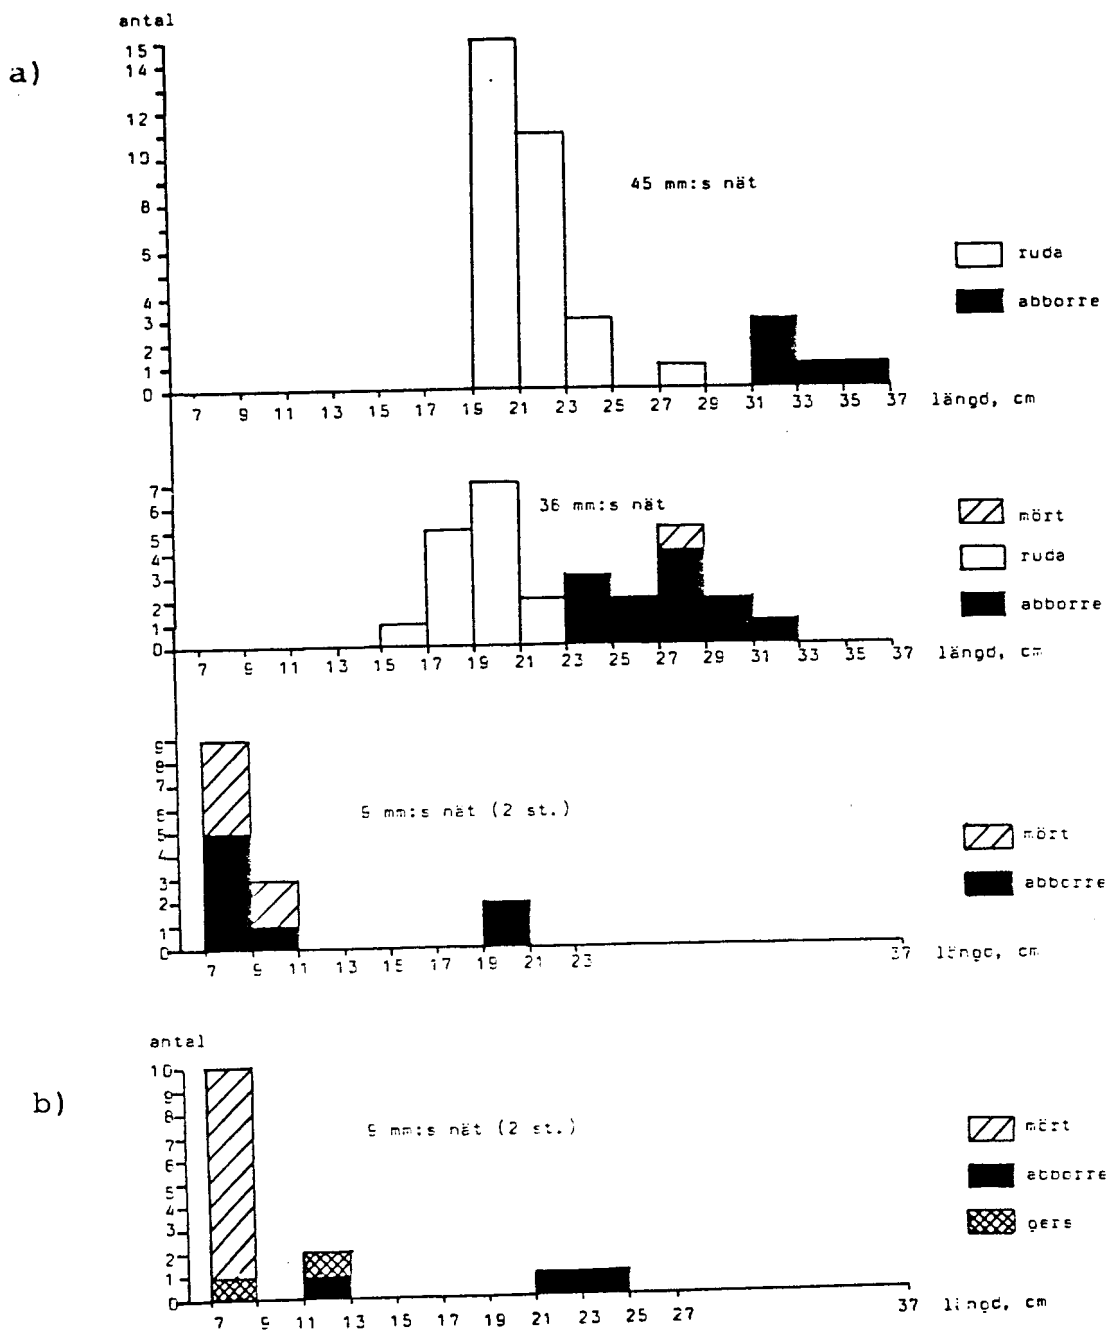 a)
antal
15
14
12
10
8
5
4
3
2
1
0
45 mm:s nät
ruda
abborre
7 9 11 13 15 17 19 21 23 25 27 29 31 33 35 37 längd, cm
7
6
5
4
3
2
1
0
36 mm:s nät
mört
ruda
abborre
7 9 11 13 15 17 19 21 23 25 27 29 31 33 35 37 längd, cm
9
8
7
6
5
4
3
2
1
0
9 mm:s nät (2 st.)
mört
abborre
7 9 11 13 15 17 19 21 23 37 längd, cm
b)
antal
10
9
8
7
6
5
4
3
2
1
0
9 mm:s nät (2 st.)
mört
abborre
gers
7 9 11 13 15 17 19 21 23 25 27 37 längd, cm